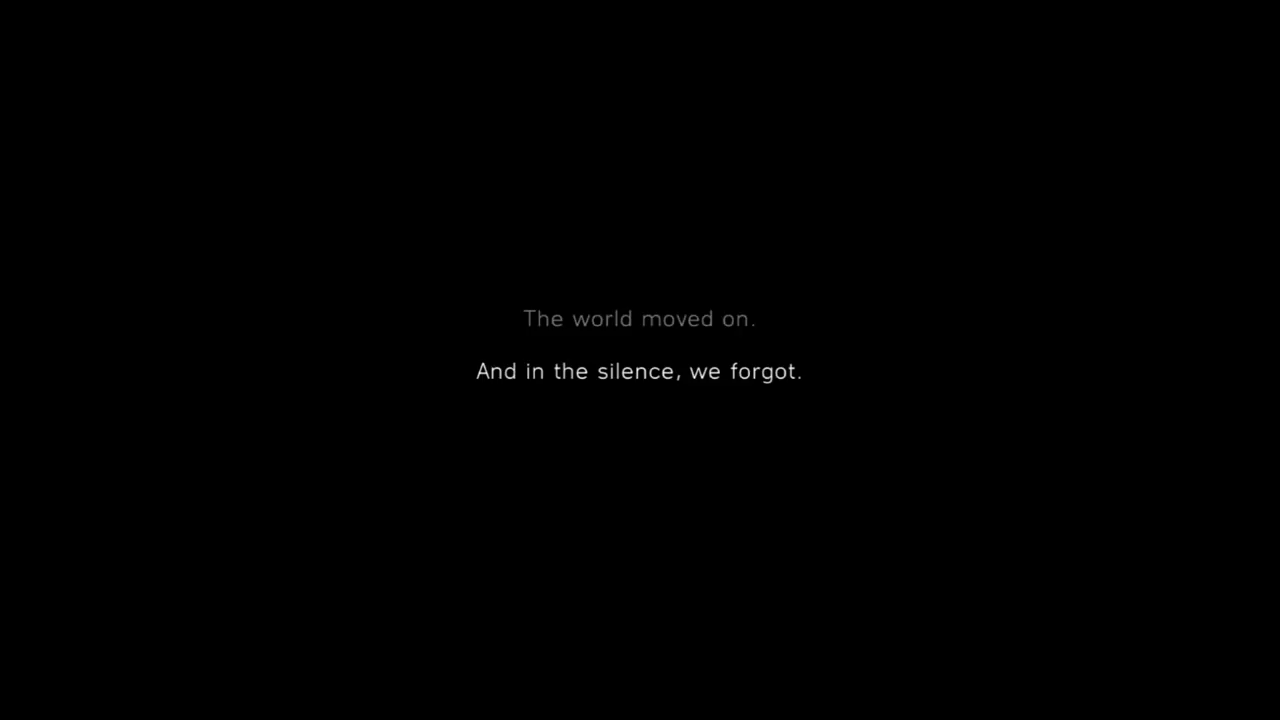 The world moved on.
And in the silence, we forgot.